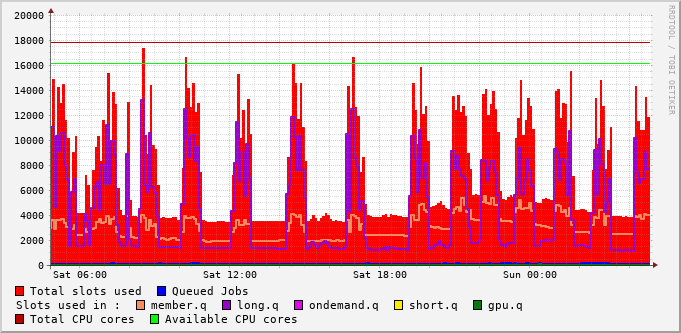 20000
18000
16000
14000
12000
10000
8000
6000
4000
2000
0
Sat 06:00 Sat 12:00 Sat 18:00 Sun 00:00
RRDTOOL / TOBI OETIKER
Total slots used Queued Jobs
Slots used in : member.q long.q ondemand.q short.q gpu.q
Total CPU cores Available CPU cores